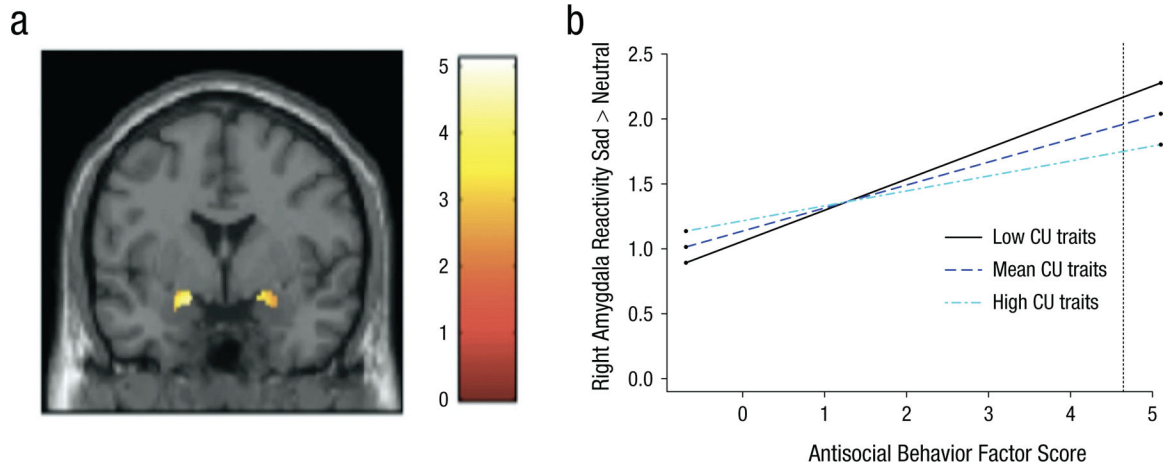 a
5
4
3
2
1
0
b
Right Amygdala Reactivity Sad > Neutral
2.5
2.0
1.5
1.0
0.5
0.0
Low CU traits
Mean CU traits
High CU traits
0 1 2 3 4 5
Antisocial Behavior Factor Score